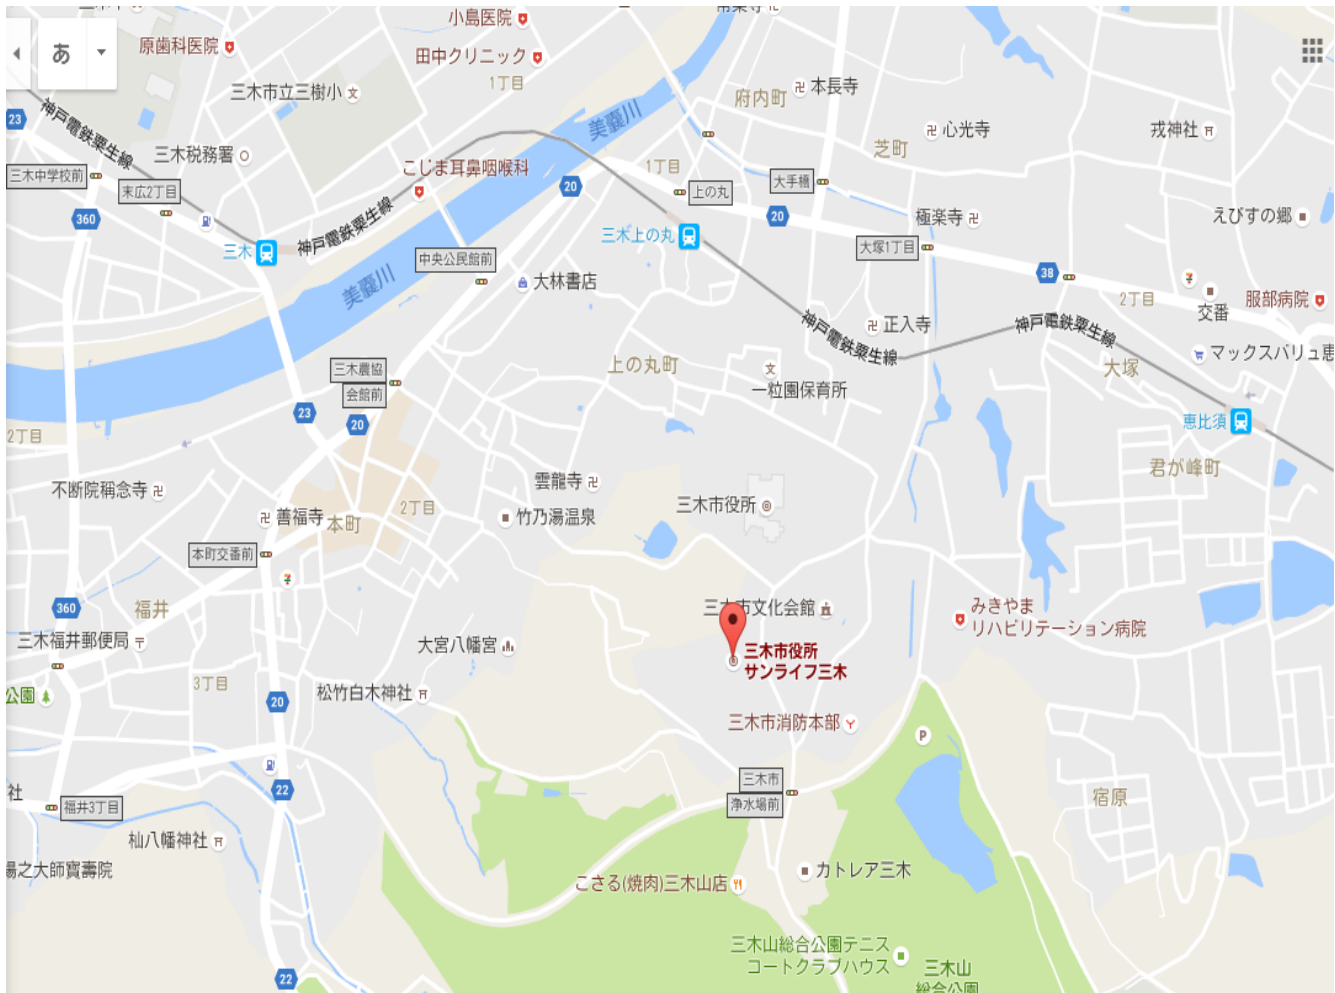 小島医院
あ
原歯科医院
田中クリニック
1丁目
三木市立三樹小
文
美嚢川
府内町
本長寺
23
神戸電鉄粟生線
芝町
心光寺
戎神社
三木税務署
こじま耳鼻咽喉科
1丁目
三木中学校前
末広2丁目
20
上の丸
大手橋
360
神戸電鉄粟生線
20
極楽寺
えびすの郷
三木
三木上の丸
大塚1丁目
中央公民館前
38
美嚢川
大林書店
2丁目
服部病院
交番
神戸電鉄粟生線
正入寺
神戸電鉄粟生線
マックスバリュ恵
三木農協
会館前
上の丸町
文
一粒園保育所
大塚
23
20
恵比須
2丁目
君が峰町
不断院稱念寺
雲龍寺
三木市役所
2丁目
善福寺
本町
竹乃湯温泉
本町交番前
360
福井
三木市文化会館
みきやま
リハビリテーション病院
三木福井郵便局
大宮八幡宮
三木市役所
サンライフ三木
3丁目
公園
松竹白木神社
20
三木市消防本部
P
22
三木市
浄水場前
社
福井3丁目
宿原
杣八幡神社
湯之大師寳壽院
カトレア三木
こさる(焼肉)三木山店
三木山総合公園テニス
コートクラブハウス
22
三木山
総合公園